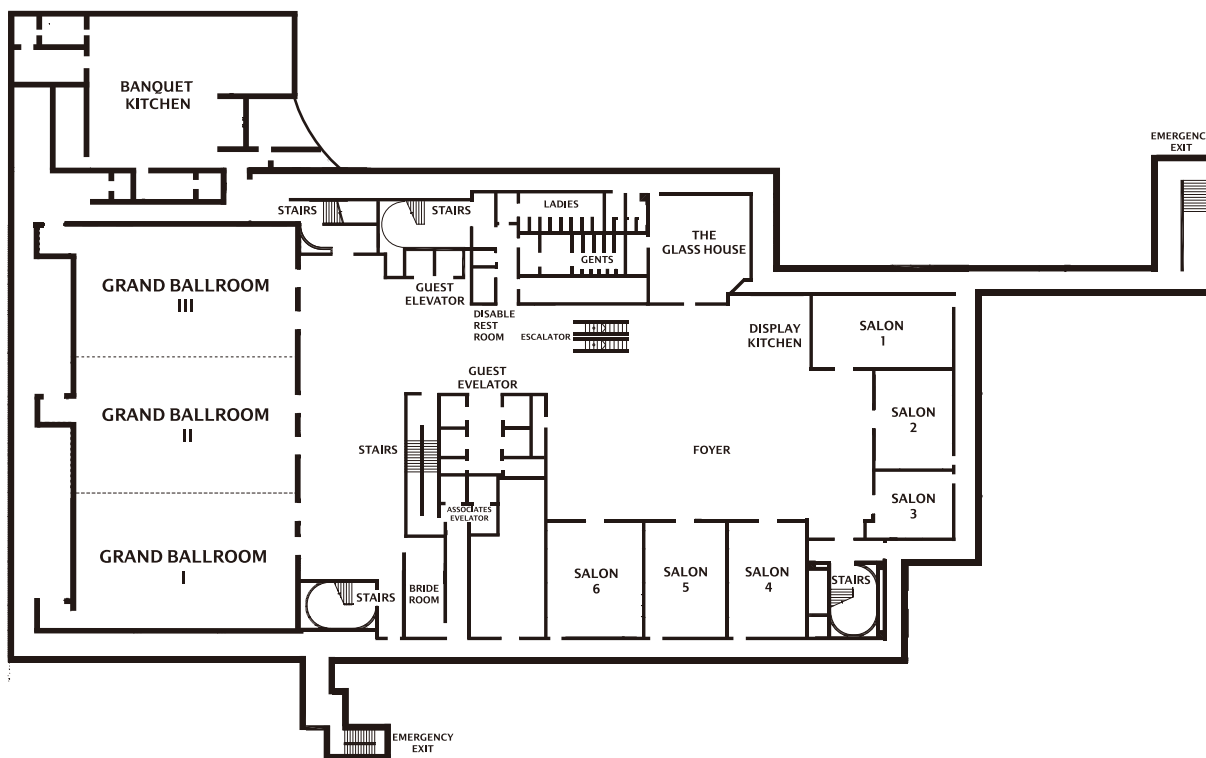 BANQUET
KITCHEN
EMERGENCY
EXIT
STAIRS
STAIRS
LADIES
GENTS
THE
GLASS HOUSE
GRAND BALLROOM
III
GUEST
ELEVATOR
DISABLE
REST
ROOM
ESCALATOR
DISPLAY
KITCHEN
SALON
1
GUEST
EVELATOR
GRAND BALLROOM
II
STAIRS
FOYER
SALON
2
SALON
3
ASSOCIATES
EVELATOR
GRAND BALLROOM
I
STAIRS
BRIDE
ROOM
SALON
6
SALON
5
SALON
4
STAIRS
EMERGENCY
EXIT